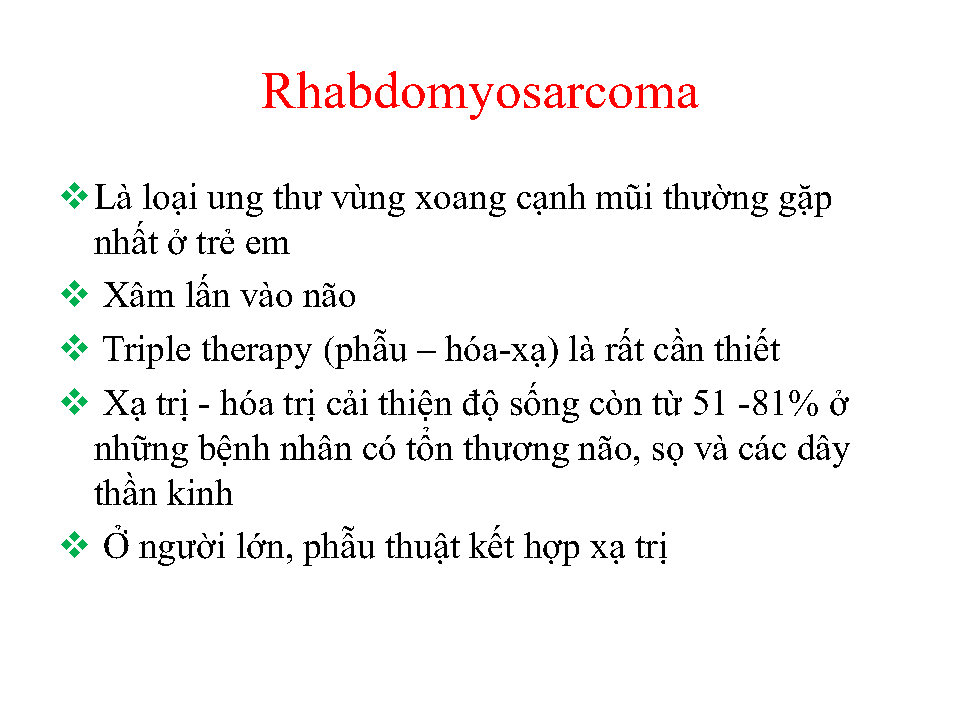 Rhabdomyosarcoma
Là loại ung thư vùng xoang cạnh mũi thường gặp
nhất ở trẻ em
Xâm lấn vào não
Triple therapy (phẫu – hóa-xạ) là rất cần thiết
Xạ trị - hóa trị cải thiện độ sống còn từ 51 -81% ở
những bệnh nhân có tổn thương não, sọ và các dây
thần kinh
Ở người lớn, phẫu thuật kết hợp xạ trị